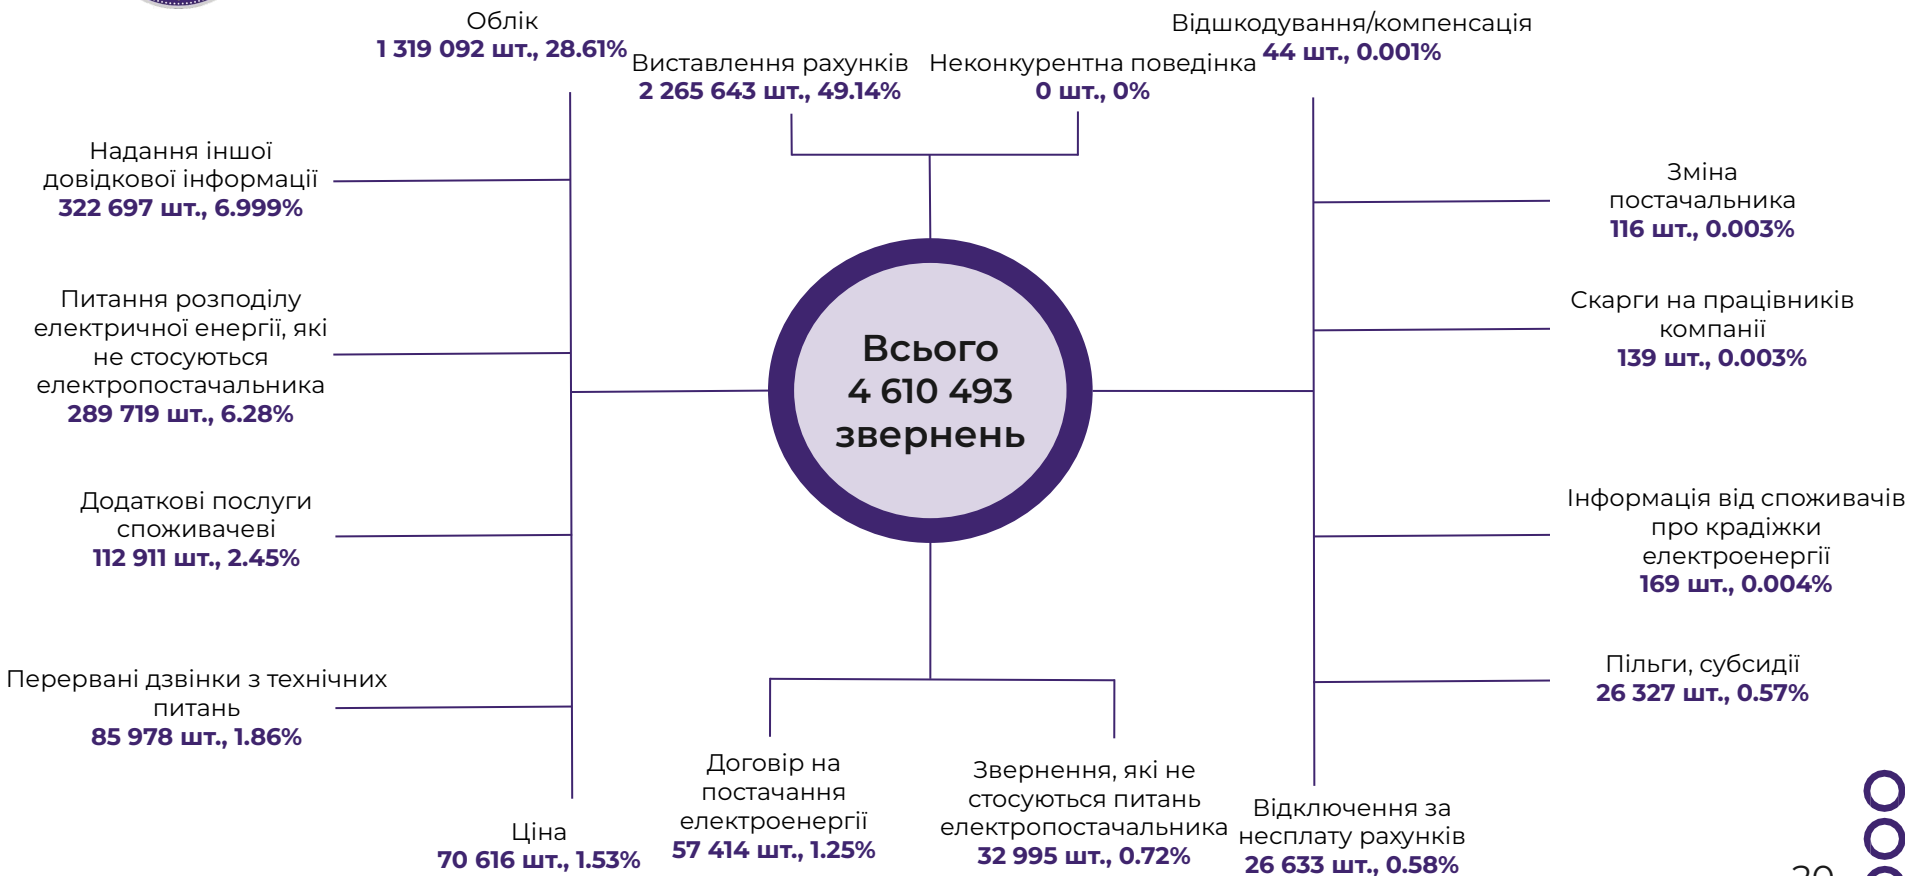 Облік
1 319 092 шт., 28.61%
Виставлення рахунків
2 265 643 шт., 49.14%
Неконкурентна поведінка
0 шт., 0%
Відшкодування/компенсація
44 шт., 0.001%
Надання іншої
довідкової інформації
322 697 шт., 6.999%
Питання розподілу
електричної енергії, які
не стосуються
електропостачальника
289 719 шт., 6.28%
Додаткові послуги
споживачеві
112 911 шт., 2.45%
Перервані дзвінки з технічних
питань
85 978 шт., 1.86%
Ціна
70 616 шт., 1.53%
Всього
4 610 493
звернень
Договір на
постачання
електроенергії
57 414 шт., 1.25%
Звернення, які не
стосуються питань
електропостачальника
32 995 шт., 0.72%
Зміна
постачальника
116 шт., 0.003%
Скарги на працівників
компанії
139 шт., 0.003%
Інформація від споживачів
про крадіжки
електроенергії
169 шт., 0.004%
Пільги, субсидії
26 327 шт., 0.57%
Відключення за
несплату рахунків
26 633 шт., 0.58%